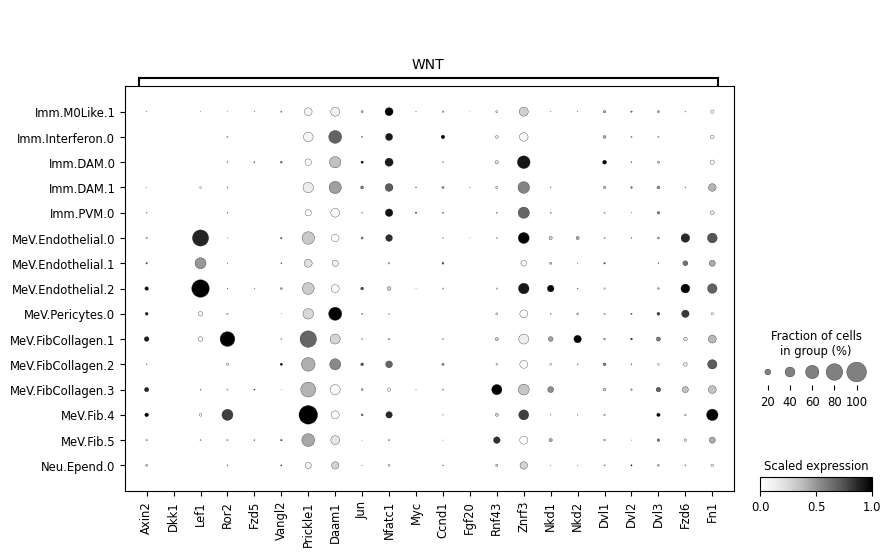 WNT
Imm.M0Like.1
Imm.Interferon.0
Imm.DAM.0
Imm.DAM.1
Imm.PVM.0
MeV.Endothelial.0
MeV.Endothelial.1
MeV.Endothelial.2
MeV.Pericytes.0
MeV.FibCollagen.1
MeV.FibCollagen.2
MeV.FibCollagen.3
MeV.Fib.4
MeV.Fib.5
Neu.Epend.0
Axin2
Dkk1
Lef1
Ror2
Fzd5
Vangl2
Prickle1
Daam1
Jun
Nfatc1
Myc
Ccnd1
Fgf20
Rnf43
Znrf3
Nkd1
Nkd2
Dvl1
Dvl2
Dvl3
Fzd6
Fn1
Fraction of cells
in group (%)
20 40 60 80 100
Scaled expression
0.0 0.5 1.0